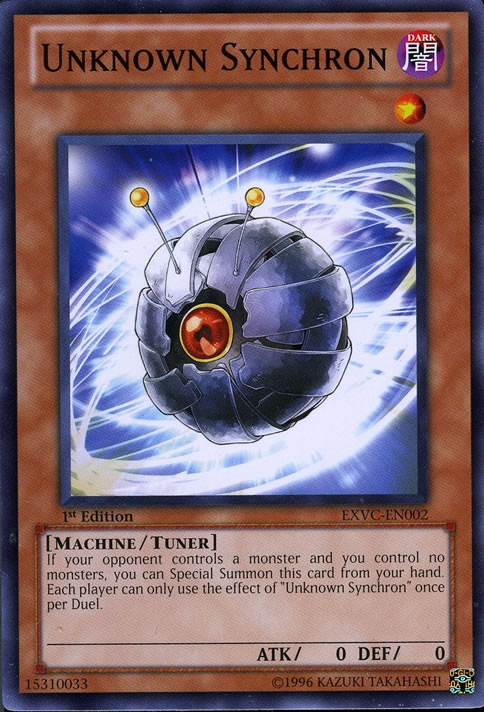 UNKNOWN SYNCHRON
DARK
闇
1st Edition
EXVC-EN002
[MACHINE/TUNER]
If your opponent controls a monster and you control no
monsters, you can Special Summon this card from your hand.
Each player can only use the effect of "Unknown Synchron" once
per Duel.
ATK/ 0 DEF/ 0
15310033
©1996 KAZUKI TAKAHASHI